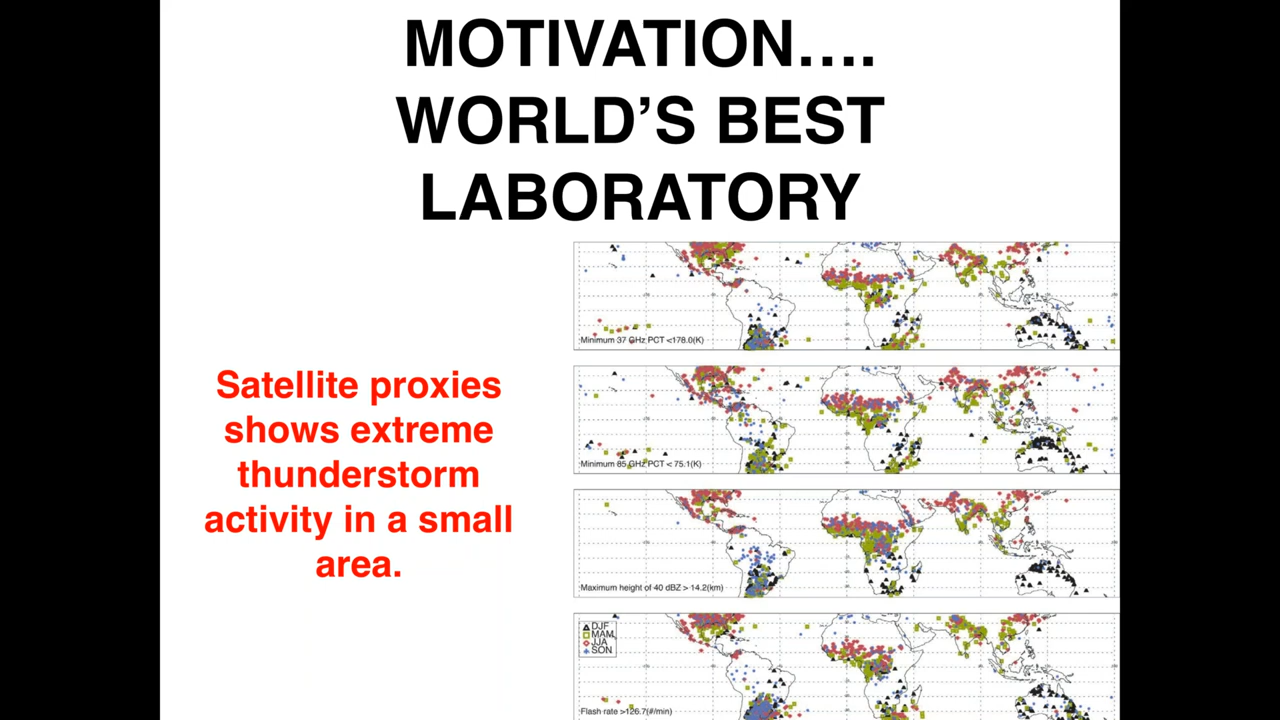 MOTIVATION....
WORLD’S BEST
LABORATORY
Satellite proxies
shows extreme
thunderstorm
activity in a small
area.
Minimum 37 GHz PCT <178.0(K)
Minimum 85 GHz PCT < 75.1(K)
Maximum height of 40 dBZ > 14.2(km)
DJF
MAM
JJA
SON
Flash rate >126.7(#/min)